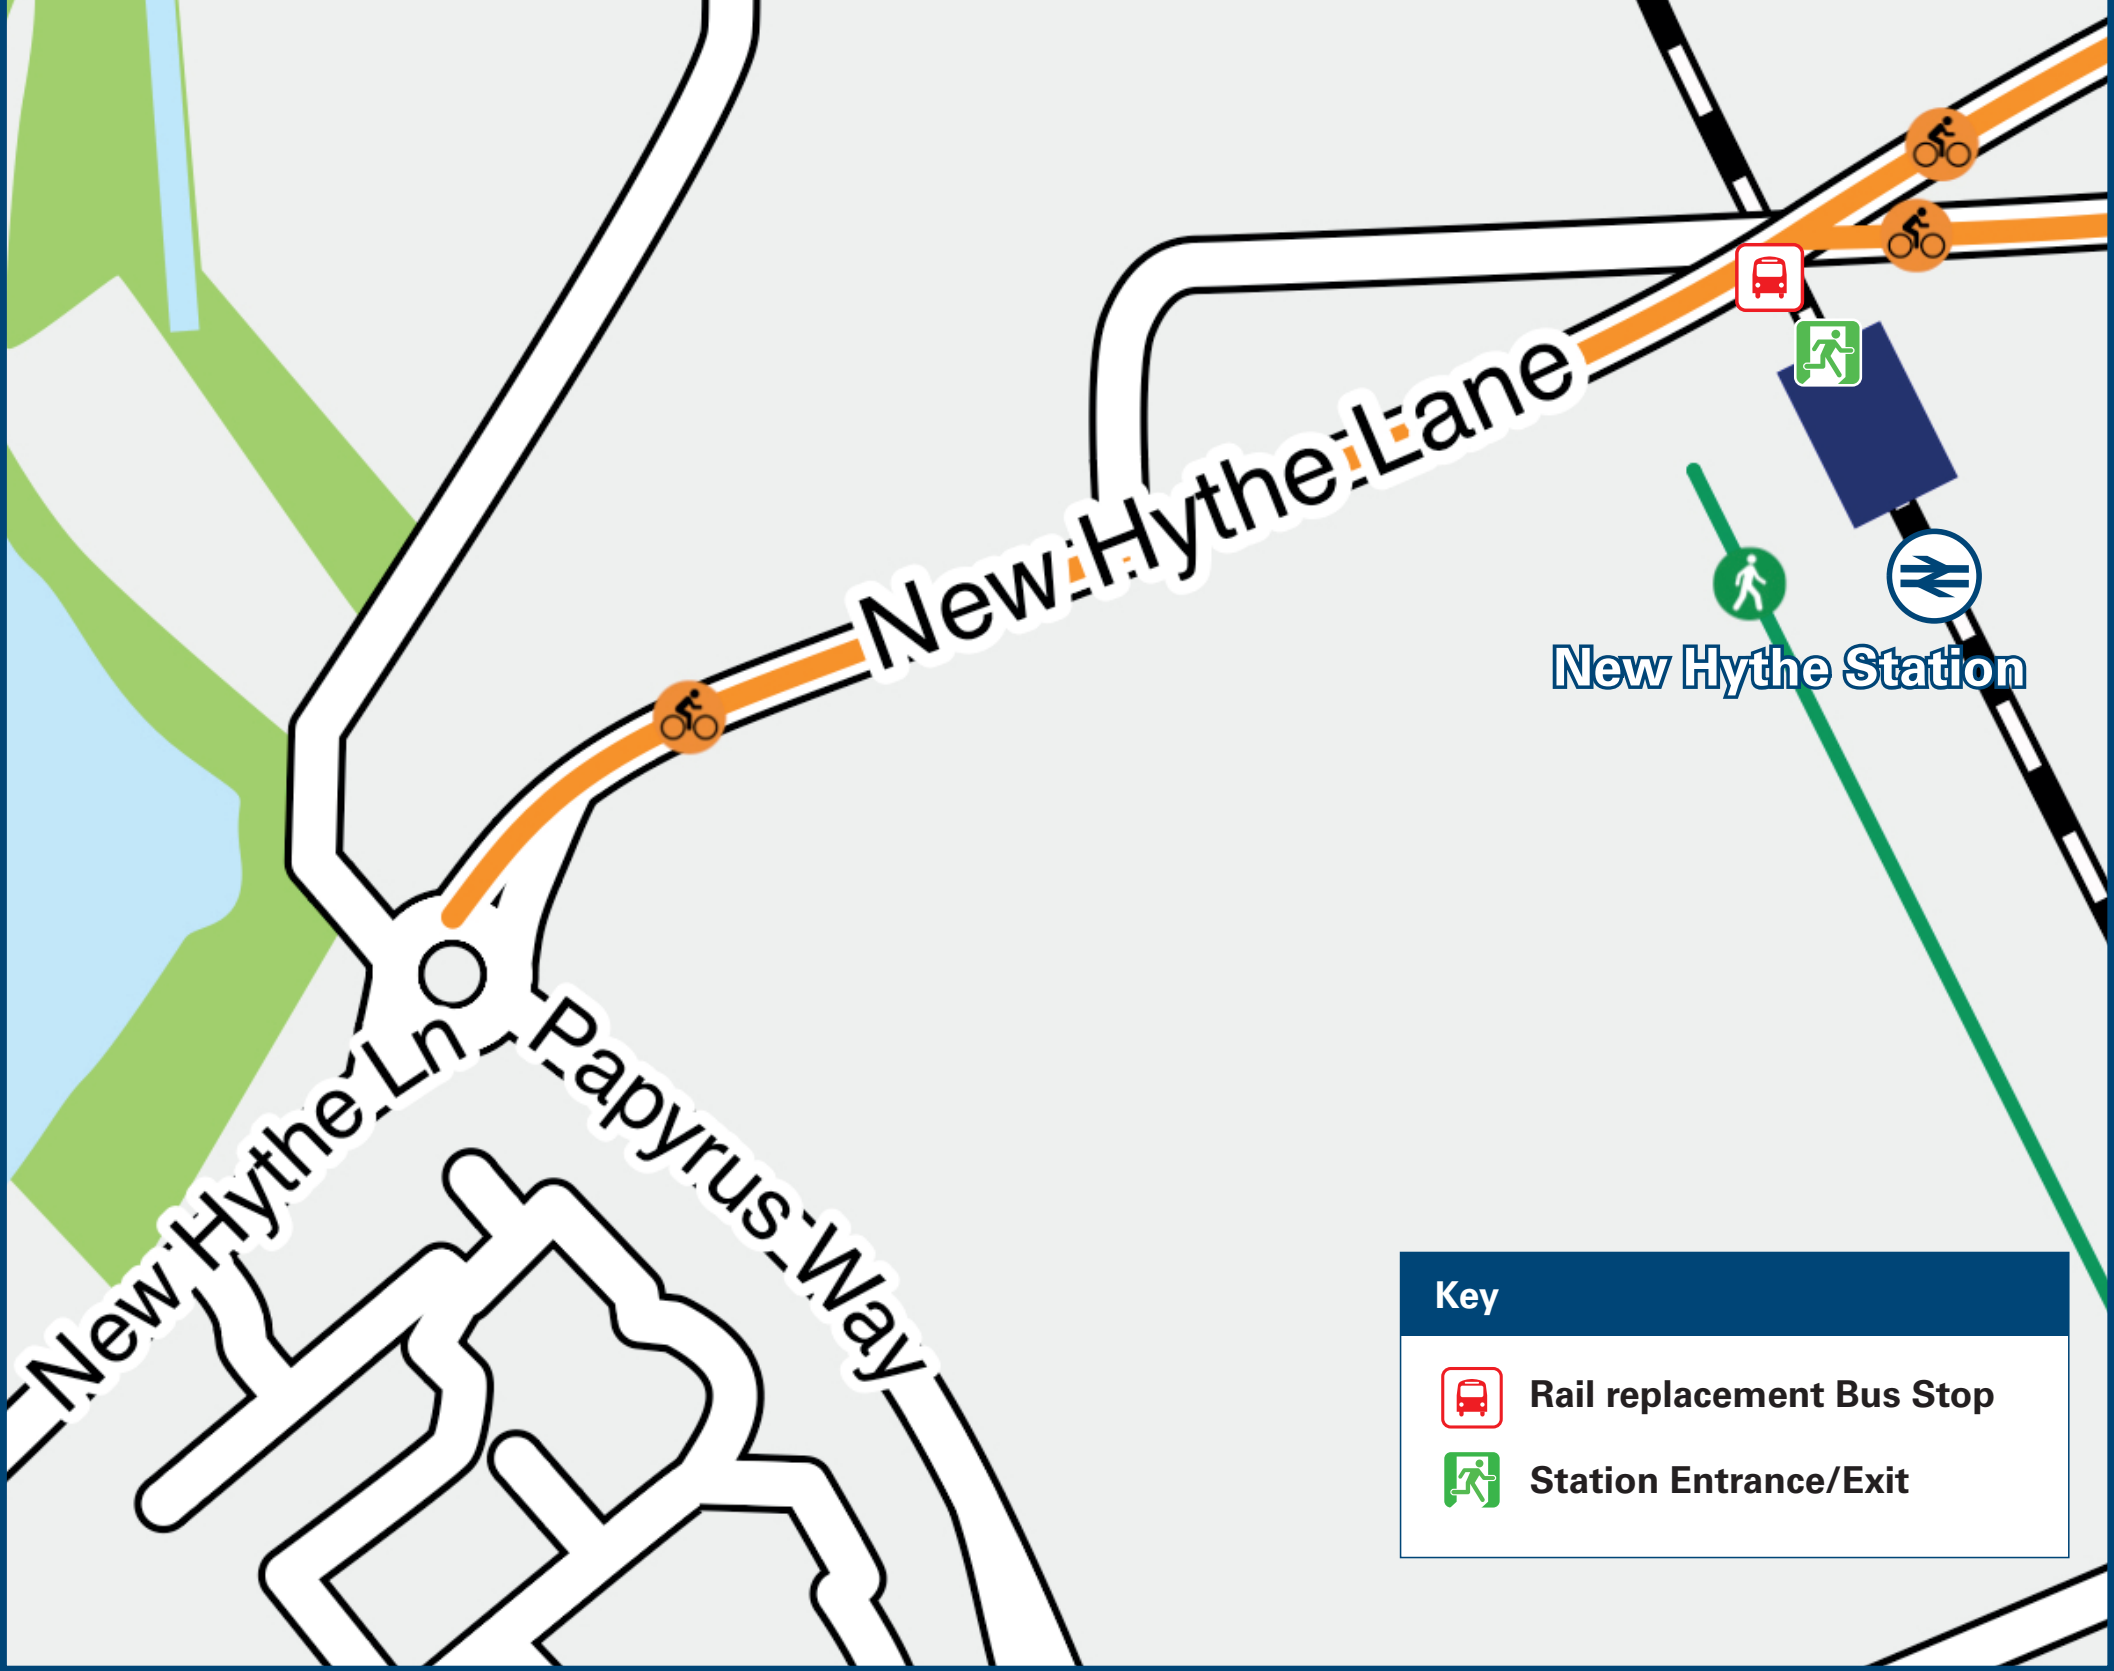 New Hythe Lane
New Hythe Station
New Hythe Ln
Papyrus Way
Key
Rail replacement Bus Stop
Station Entrance/Exit